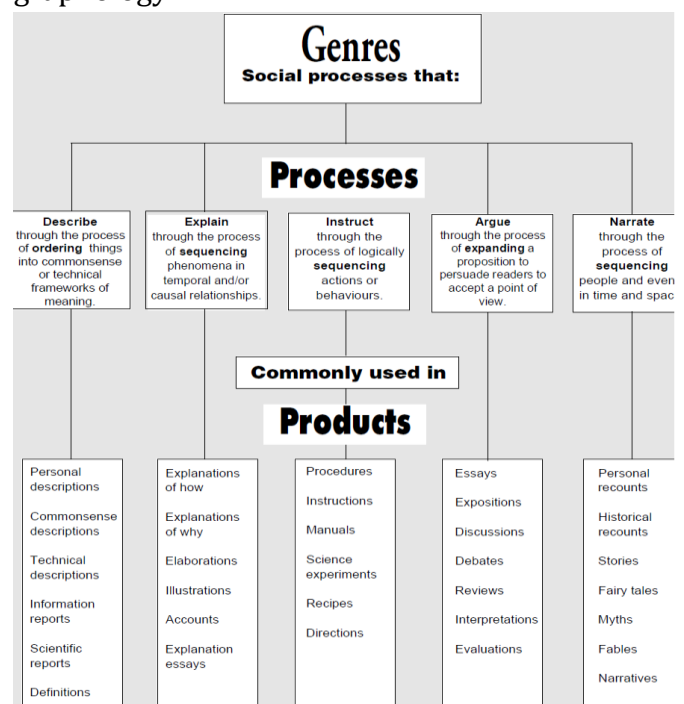 graphology
Genres
Social processes that:
Processes
Describe
through the process
of ordering things
into commonsense
or technical
frameworks of
meaning.
Explain
through the process
of sequencing
phenomena in
temporal and/or
causal relationships.
Instruct
through the
process of logically
sequencing
actions or
behaviours.
Argue
through the process
of expanding a
proposition to
persuade readers to
accept a point of
view.
Narrate
through the
process of
sequencing
people and even
in time and spac
Commonly used in
Products
Personal
descriptions
Commonsense
descriptions
Technical
descriptions
Information
reports
Scientific
reports
Definitions
Explanations
of how
Explanations
of why
Elaborations
Illustrations
Accounts
Explanation
essays
Procedures
Instructions
Manuals
Science
experiments
Recipes
Directions
Essays
Expositions
Discussions
Debates
Reviews
Interpretations
Evaluations
Personal
recounts
Historical
recounts
Stories
Fairy tales
Myths
Fables
Narratives